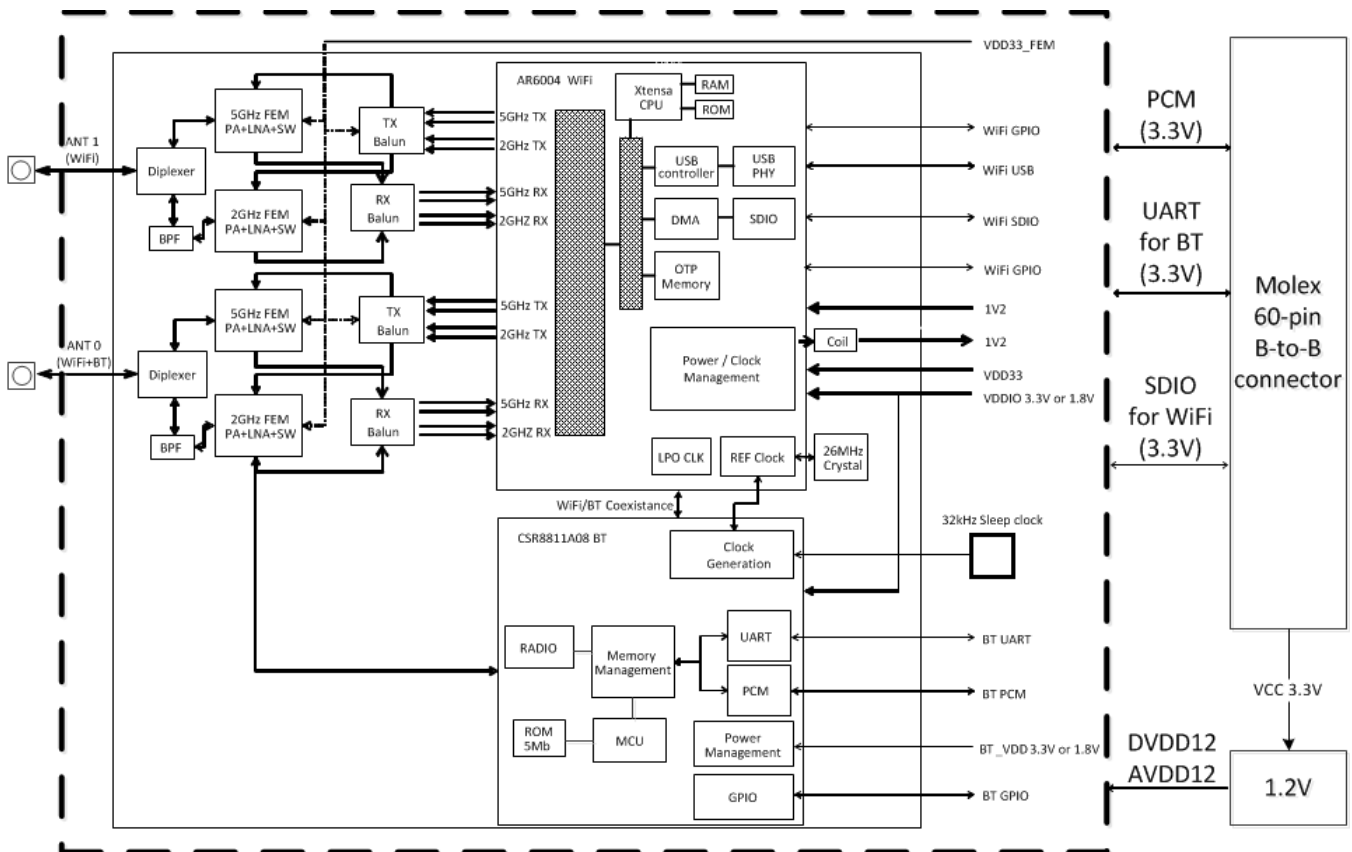 VDD33_FEM
AR6004 WiFi
Xtensa
CPU
RAM
ROM
5GHz FEM
PA+LNA+SW
TX
Balun
5GHz TX
2GHz TX
ANT 1
(WiFi)
Diplexer
BPF
2GHz FEM
PA+LNA+SW
RX
Balun
5GHz RX
2GHZ RX
USB
controller
USB
PHY
DMA
SDIO
OTP
Memory
WiFi GPIO
WiFi USB
WiFi SDIO
WiFi GPIO
5GHz FEM
PA+LNA+SW
TX
Balun
5GHz TX
2GHz TX
ANT 0
(WiFi+BT)
Diplexer
BPF
2GHz FEM
PA+LNA+SW
RX
Balun
5GHz RX
2GHZ RX
Power / Clock
Management
Coil
1V2
1V2
VDD33
VDDIO 3.3V or 1.8V
LPO CLK
REF Clock
26MHz
Crystal
WiFi/BT Coexistance
CSR8811A08 BT
Clock
Generation
32kHz Sleep clock
RADIO
Memory
Management
UART
PCM
ROM
5Mb
MCU
Power
Management
GPIO
BT UART
BT PCM
BT_VDD 3.3V or 1.8V
BT GPIO
PCM
(3.3V)
UART
for BT
(3.3V)
SDIO
for WiFi
(3.3V)
Molex
60-pin
B-to-B
connector
VCC 3.3V
DVDD12
AVDD12
1.2V